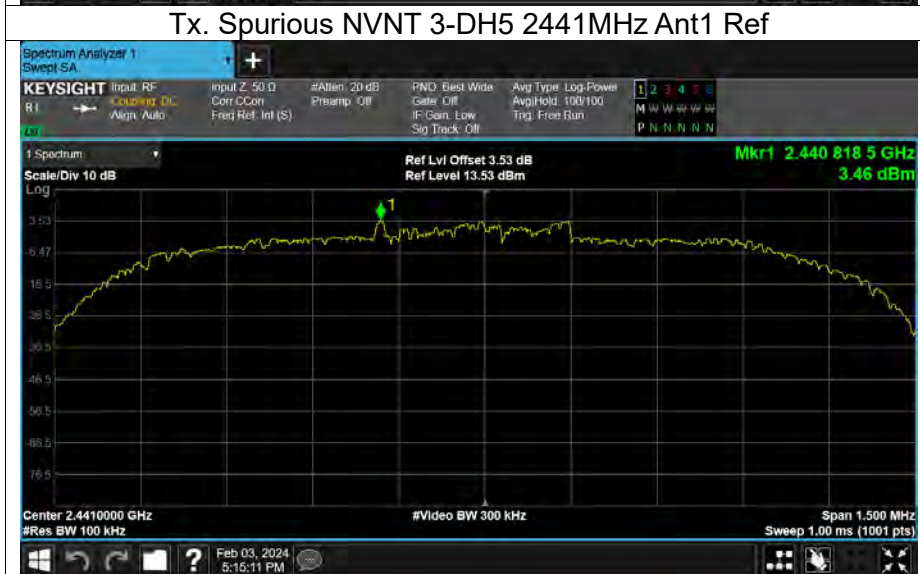 Tx. Spurious NVNT 3-DH5 2441MHz Ant1 Ref
Spectrum Analyzer 1
Swept SA
+
KEYSIGHT Input: RF
Coupling: DC
Align: Auto
Input Z: 50 Ω
Corr CCorr
Freq Ref: Int (S)
#Atten: 20 dB
Preamp: Off
PNO: Best Wide
Gate: Off
IF Gain: Low
Sig Track: Off
Avg Type: Log-Power
Avg|Hold: 100/100
Trig: Free Run
1 2 3 4 5 6
M W W W W W
P N N N N N
1 Spectrum
Scale/Div 10 dB
Log
Ref Lvl Offset 3.53 dB
Ref Level 13.53 dBm
Mkr1 2.440 818 5 GHz
3.46 dBm
1
3.53
-6.47
-16.5
-26.5
-36.5
-46.5
-56.5
-66.5
-76.5
Center 2.4410000 GHz
#Res BW 100 kHz
#Video BW 300 kHz
Span 1.500 MHz
Sweep 1.00 ms (1001 pts)
?
Feb 03, 2024
5:15:11 PM